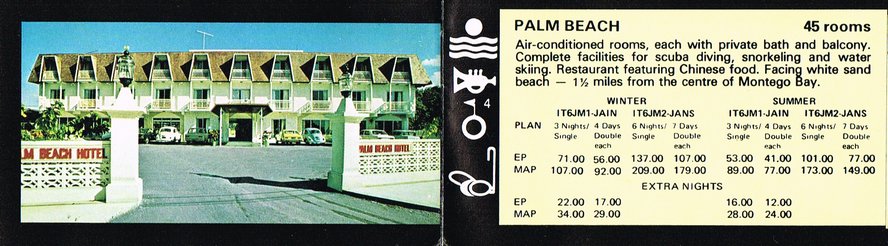 LM BEACH HOTEL
PALM BEACH HOTEL
4
PALM BEACH 45 rooms
Air-conditioned rooms, each with private bath and balcony.
Complete facilities for scuba diving, snorkeling and water
skiing. Restaurant featuring Chinese food. Facing white sand
beach — 1½ miles from the centre of Montego Bay.
WINTER SUMMER
IT6JM1-JAIN IT6JM2-JANS IT6JM1-JAIN IT6JM2-JANS
PLAN 3 Nights/ 4 Days 6 Nights/ 7 Days 3 Nights/ 4 Days 6 Nights/ 7 Days
Single Double Single Double Single Double Single Double
each each each each
EP 71.00 56.00 137.00 107.00 53.00 41.00 101.00 77.00
MAP 107.00 92.00 209.00 179.00 89.00 77.00 173.00 149.00
EXTRA NIGHTS
EP 22.00 17.00 16.00 12.00
MAP 34.00 29.00 28.00 24.00